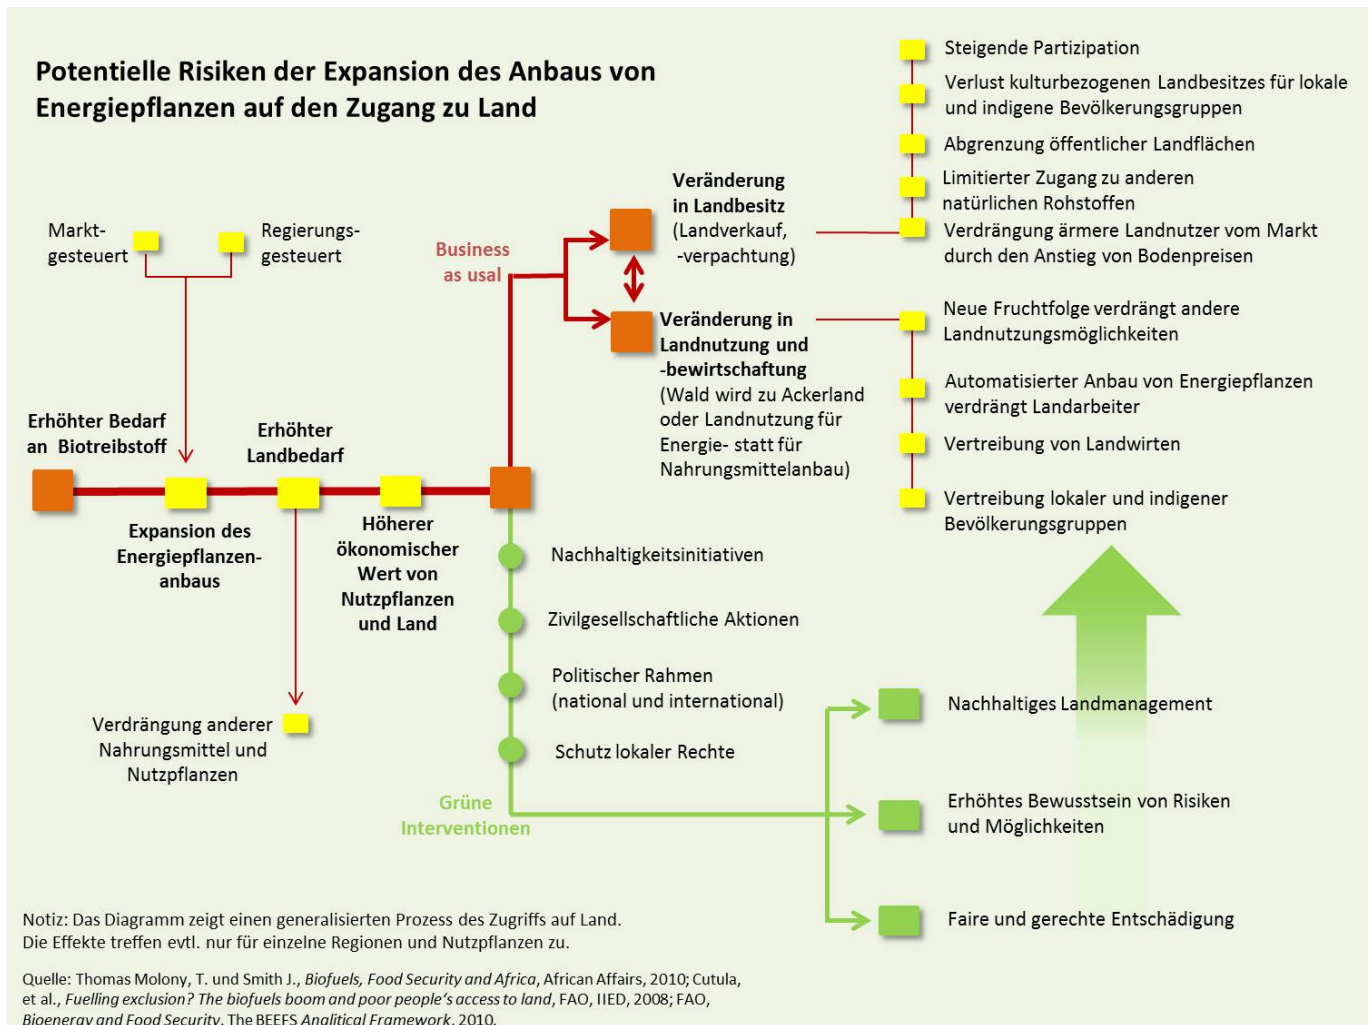 Potentielle Risiken der Expansion des Anbaus von
Energiepflanzen auf den Zugang zu Land
Markt-
gesteuert
Regierungs-
gesteuert
Erhöhter Bedarf
an Biotreibstoff
Expansion des
Energiepflanzen-
anbaus
Erhöhter
Landbedarf
Verdrängung anderer
Nahrungsmittel und
Nutzpflanzen
Höherer
ökonomischer
Wert von
Nutzpflanzen
und Land
Business
as usal
Veränderung
in Landbesitz
(Landverkauf,
-verpachtung)
Steigende Partizipation
Verlust kulturbezogenen Landbesitzes für lokale
und indigene Bevölkerungsgruppen
Abgrenzung öffentlicher Landflächen
Limitierter Zugang zu anderen
natürlichen Rohstoffen
Verdrängung ärmere Landnutzer vom Markt
durch den Anstieg von Bodenpreisen
Veränderung in
Landnutzung und
-bewirtschaftung
(Wald wird zu Ackerland
oder Landnutzung für
Energie- statt für
Nahrungsmittelanbau)
Neue Fruchtfolge verdrängt andere
Landnutzungsmöglichkeiten
Automatisierter Anbau von Energiepflanzen
verdrängt Landarbeiter
Vertreibung von Landwirten
Vertreibung lokaler und indigener
Bevölkerungsgruppen
Nachhaltigkeitsinitiativen
Zivilgesellschaftliche Aktionen
Politischer Rahmen
(national und international)
Schutz lokaler Rechte
Grüne
Interventionen
Nachhaltiges Landmanagement
Erhöhtes Bewusstsein von Risiken
und Möglichkeiten
Faire und gerechte Entschädigung
Notiz: Das Diagramm zeigt einen generalisierten Prozess des Zugriffs auf Land.
Die Effekte treffen evtl. nur für einzelne Regionen und Nutzpflanzen zu.
Quelle: Thomas Molony, T. und Smith J., Biofuels, Food Security and Africa, African Affairs, 2010; Cutula,
et al., Fuelling exclusion? The biofuels boom and poor people's access to land, FAO, IIED, 2008; FAO,
Bioenergy and Food Security. The BEEFS Analitical Framework, 2010.